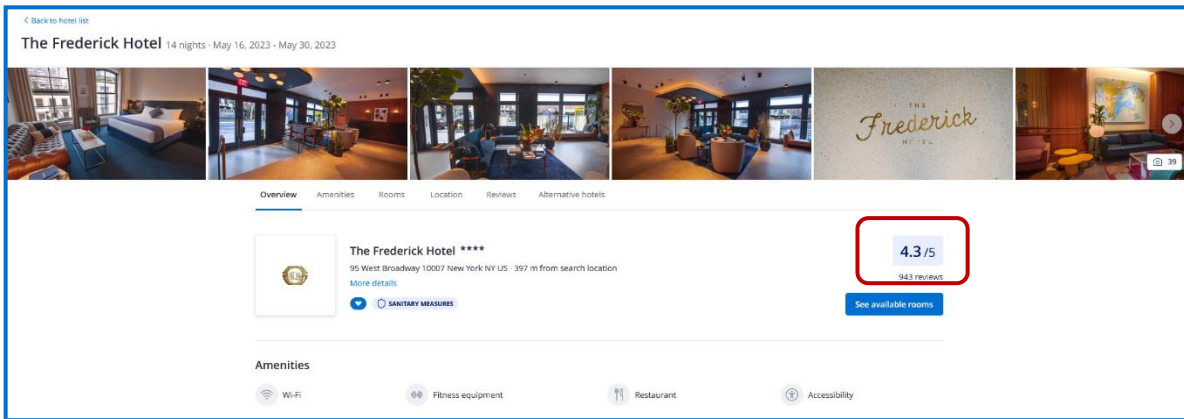 Back to hotel list
The Frederick Hotel 14 nights - May 16, 2023 - May 30, 2023
THE
Frederick
HOTEL
39
Overview Amenities Rooms Location Reviews Alternative hotels
The Frederick Hotel ****
4.3 /5
95 West Broadway 10007 New York NY US · 397 m from search location
943 reviews
More details
SANITARY MEASURES
See available rooms
Amenities
Wi-Fi Fitness equipment Restaurant Accessibility